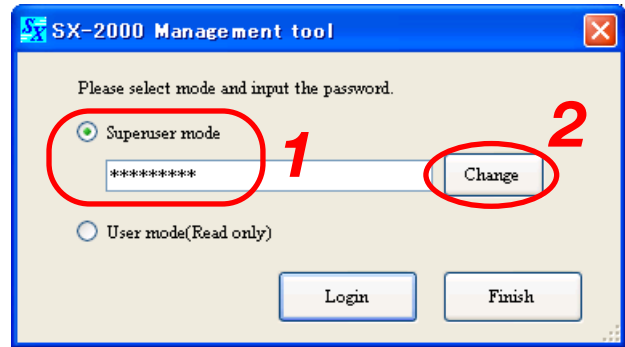 SX SX-2000 Management tool
Please select mode and input the password.
Superuser mode
1
2
*********
Change
User mode(Read only)
Login
Finish